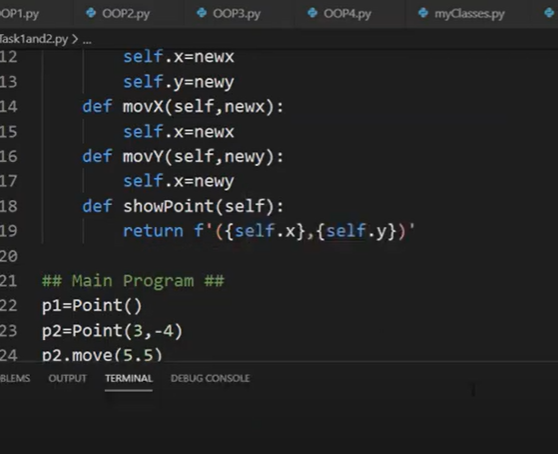 OP1.py OOP2.py OOP3.py OOP4.py myClasses.py
Task1and2.py > ...
12 self.x=newx
13 self.y=newy
14 def movX(self,newx):
15 self.x=newx
16 def movY(self,newy):
17 self.x=newy
18 def showPoint(self):
19 return f'({self.x},{self.y})'
20
21 ## Main Program ##
22 p1=Point()
23 p2=Point(3,-4)
24 p2.move(5.5)
BLEMS OUTPUT TERMINAL DEBUG CONSOLE